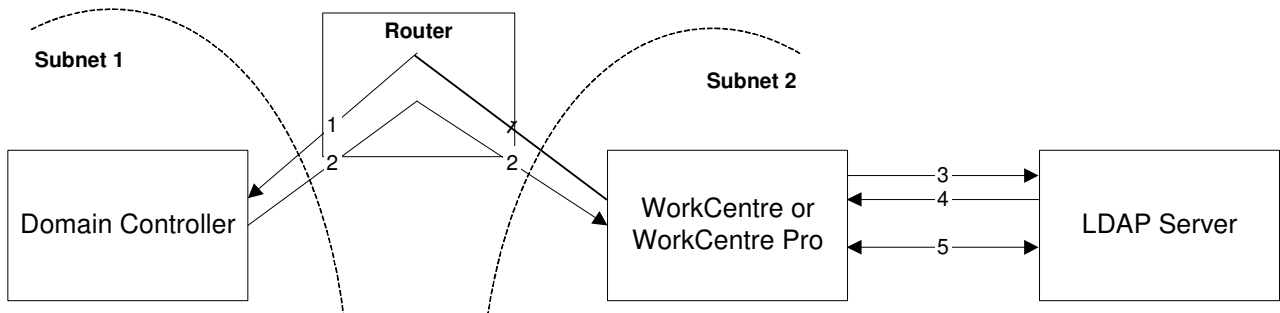 Router
Subnet 1
Subnet 2
1
2
2
Domain Controller
WorkCentre or
WorkCentre Pro
3
4
5
LDAP Server